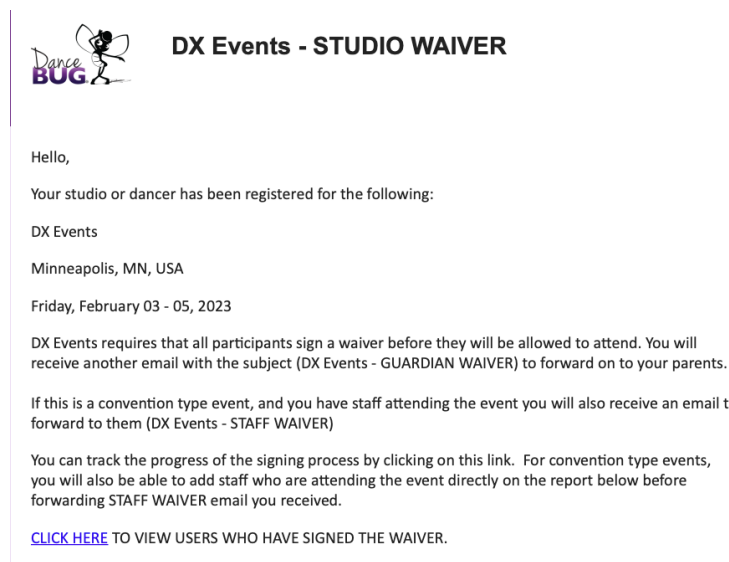 Dance
BUG
DX Events - STUDIO WAIVER
Hello,
Your studio or dancer has been registered for the following:
DX Events
Minneapolis, MN, USA
Friday, February 03 - 05, 2023
DX Events requires that all participants sign a waiver before they will be allowed to attend. You will
receive another email with the subject (DX Events - GUARDIAN WAIVER) to forward on to your parents.
If this is a convention type event, and you have staff attending the event you will also receive an email t
forward to them (DX Events - STAFF WAIVER)
You can track the progress of the signing process by clicking on this link. For convention type events,
you will also be able to add staff who are attending the event directly on the report below before
forwarding STAFF WAIVER email you received.
CLICK HERE TO VIEW USERS WHO HAVE SIGNED THE WAIVER.